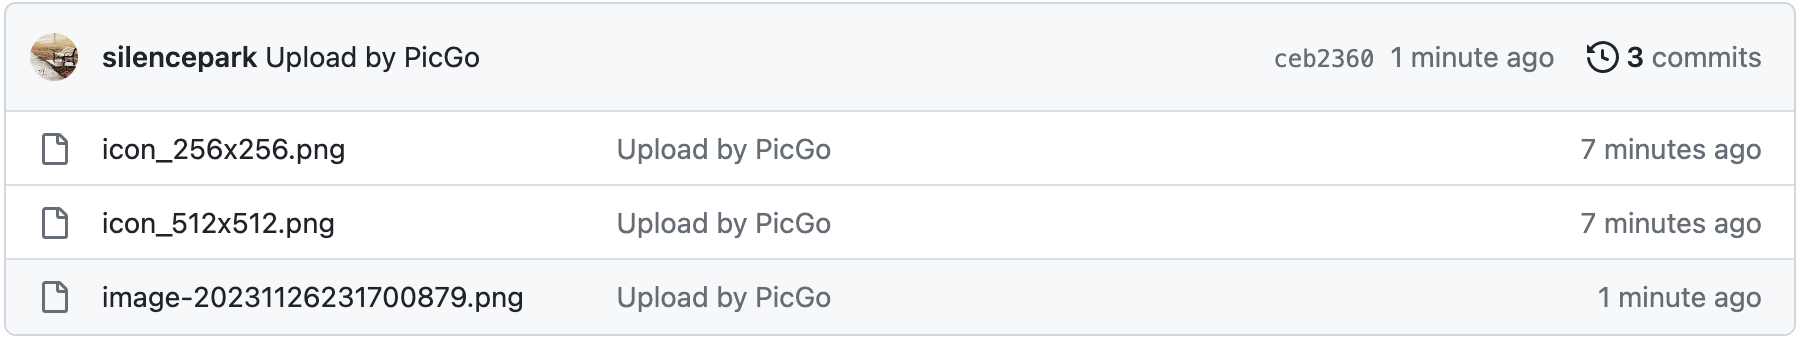 silencepark Upload by PicGo ceb2360 1 minute ago 3 commits
icon_256x256.png Upload by PicGo 7 minutes ago
icon_512x512.png Upload by PicGo 7 minutes ago
image-20231126231700879.png Upload by PicGo 1 minute ago